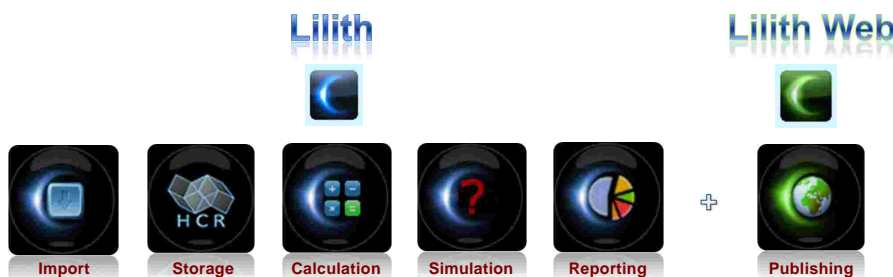 Lilith
Lilith Web
HCR
?
Import
Storage
Calculation
Simulation
Reporting
Publishing